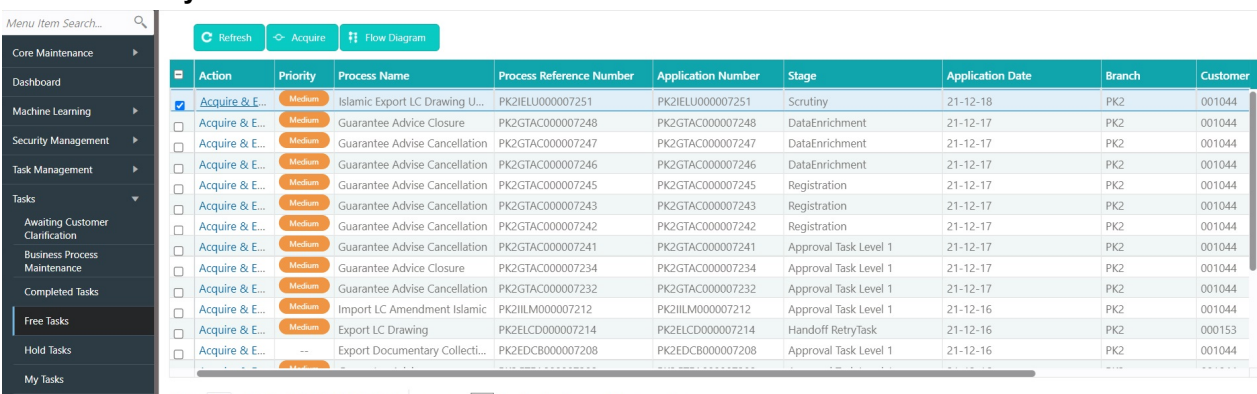 Menu Item Search...
Refresh Acquire Flow Diagram
Core Maintenance
Dashboard
Machine Learning
Security Management
Task Management
Tasks
Awaiting Customer
Clarification
Business Process
Maintenance
Completed Tasks
Free Tasks
Hold Tasks
My Tasks
Action Priority Process Name Process Reference Number Application Number Stage Application Date Branch Customer
Acquire & E... Medium Islamic Export LC Drawing U... PK2IELU000007251 PK2IELU000007251 Scrutiny 21-12-18 PK2 001044
Acquire & E... Medium Guarantee Advice Closure PK2GTAC000007248 PK2GTAC000007248 DataEnrichment 21-12-17 PK2 001044
Acquire & E... Medium Guarantee Advise Cancellation PK2GTAC000007247 PK2GTAC000007247 DataEnrichment 21-12-17 PK2 001044
Acquire & E... Medium Guarantee Advise Cancellation PK2GTAC000007246 PK2GTAC000007246 DataEnrichment 21-12-17 PK2 001044
Acquire & E... Medium Guarantee Advise Cancellation PK2GTAC000007245 PK2GTAC000007245 Registration 21-12-17 PK2 001044
Acquire & E... Medium Guarantee Advise Cancellation PK2GTAC000007243 PK2GTAC000007243 Registration 21-12-17 PK2 001044
Acquire & E... Medium Guarantee Advise Cancellation PK2GTAC000007242 PK2GTAC000007242 Registration 21-12-17 PK2 001044
Acquire & E... Medium Guarantee Advise Cancellation PK2GTAC000007241 PK2GTAC000007241 Approval Task Level 1 21-12-17 PK2 001044
Acquire & E... Medium Guarantee Advice Closure PK2GTAC000007234 PK2GTAC000007234 Approval Task Level 1 21-12-17 PK2 001044
Acquire & E... Medium Guarantee Advise Cancellation PK2GTAC000007232 PK2GTAC000007232 Approval Task Level 1 21-12-17 PK2 001044
Acquire & E... Medium Import LC Amendment Islamic PK2IILM000007212 PK2IILM000007212 Approval Task Level 1 21-12-16 PK2 001044
Acquire & E... Medium Export LC Drawing PK2ELCD000007214 PK2ELCD000007214 Handoff RetryTask 21-12-16 PK2 000153
Acquire & E... -- Export Documentary Collecti... PK2EDCB000007208 PK2EDCB000007208 Approval Task Level 1 21-12-16 PK2 001044